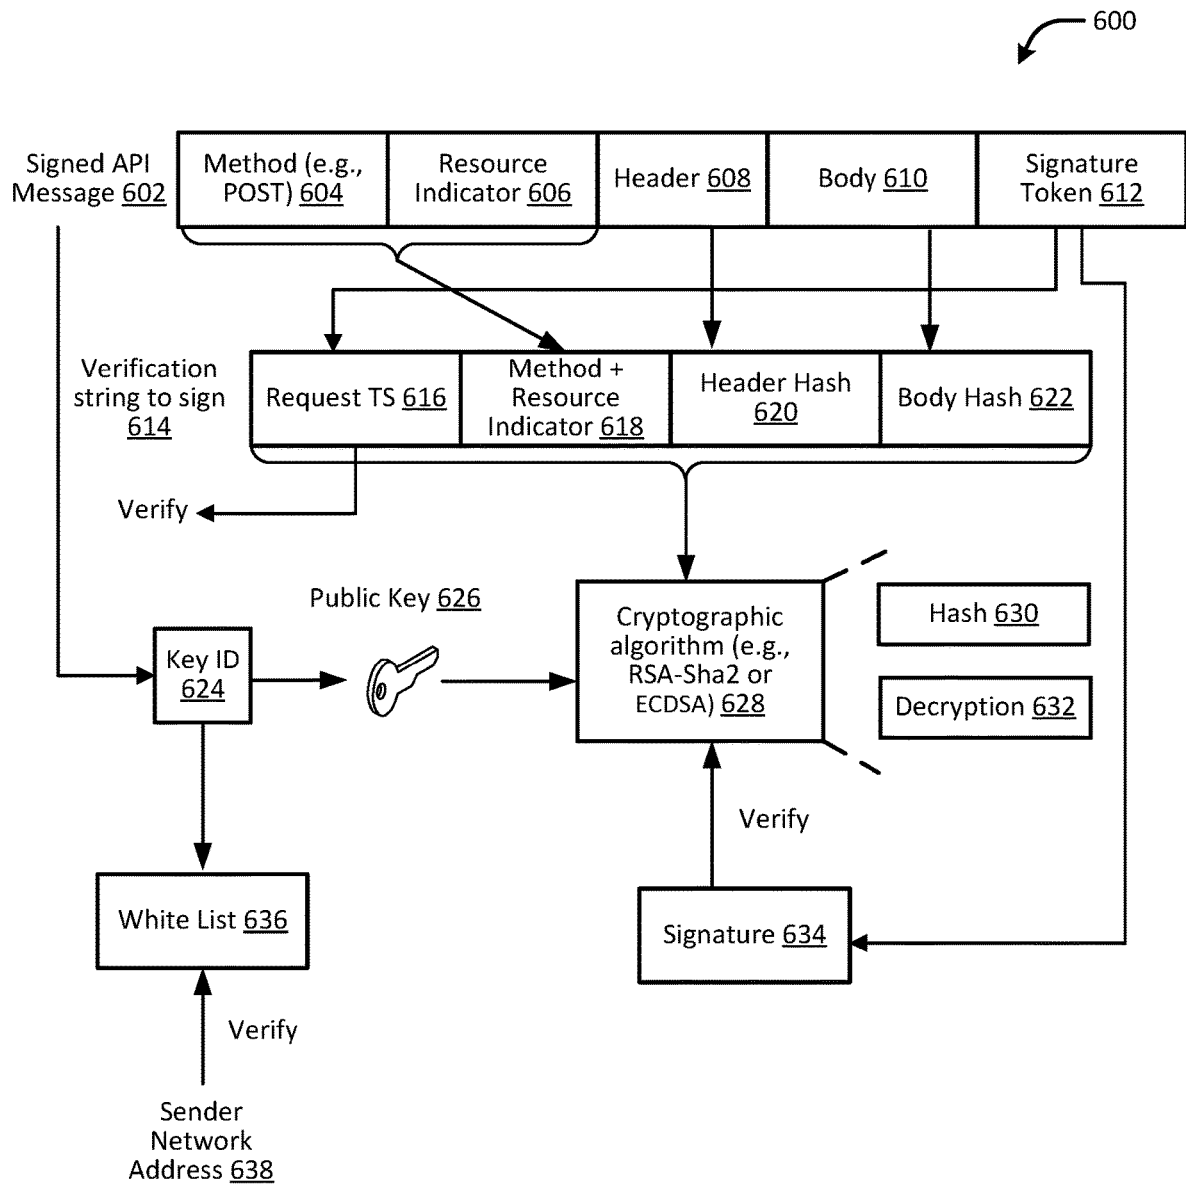 600
Signed API
Message 602
Method (e.g.,
POST) 604
Resource
Indicator 606
Header 608
Body 610
Signature
Token 612
Verification
string to sign
614
Request TS 616
Method +
Resource
Indicator 618
Header Hash
620
Body Hash 622
Verify
Public Key 626
Key ID
624
Cryptographic
algorithm (e.g.,
RSA-Sha2 or
ECDSA) 628
Hash 630
Decryption 632
Verify
White List 636
Signature 634
Verify
Sender
Network
Address 638